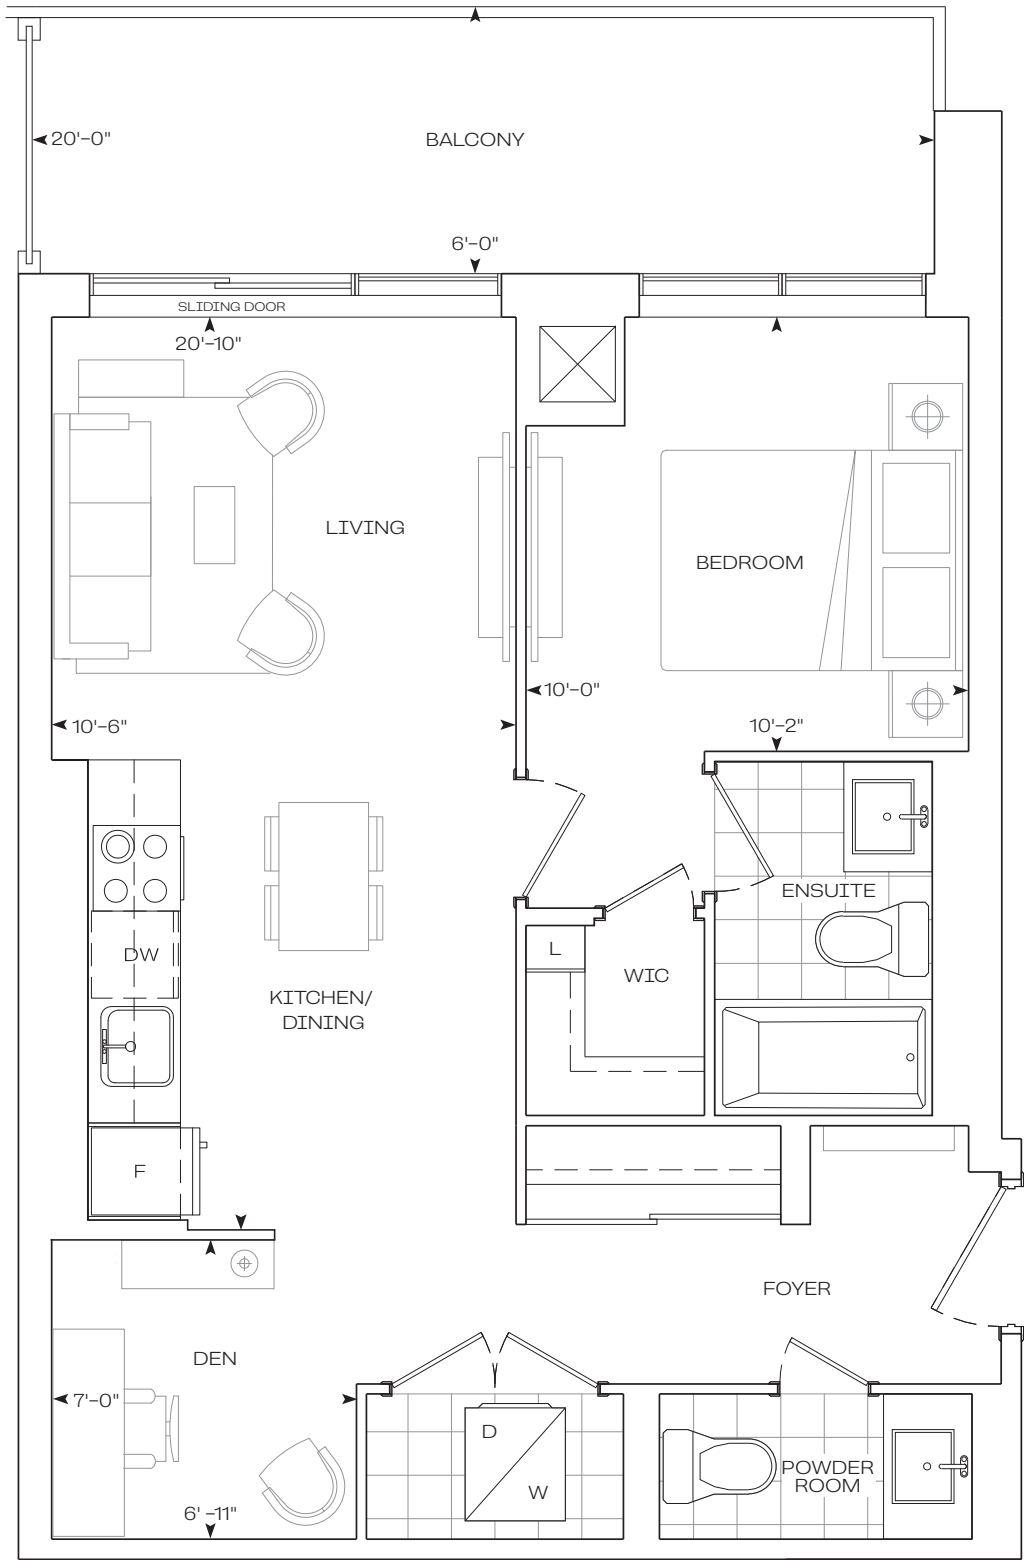 20'-0"
BALCONY
6'-0"
SLIDING DOOR
20'-10"
LIVING
BEDROOM
10'-0"
10'-6"
10'-2"
ENSUITE
DW
L
WIC
KITCHEN/
DINING
F
FOYER
DEN
7'-0"
D
W
POWDER
ROOM
6' -11"